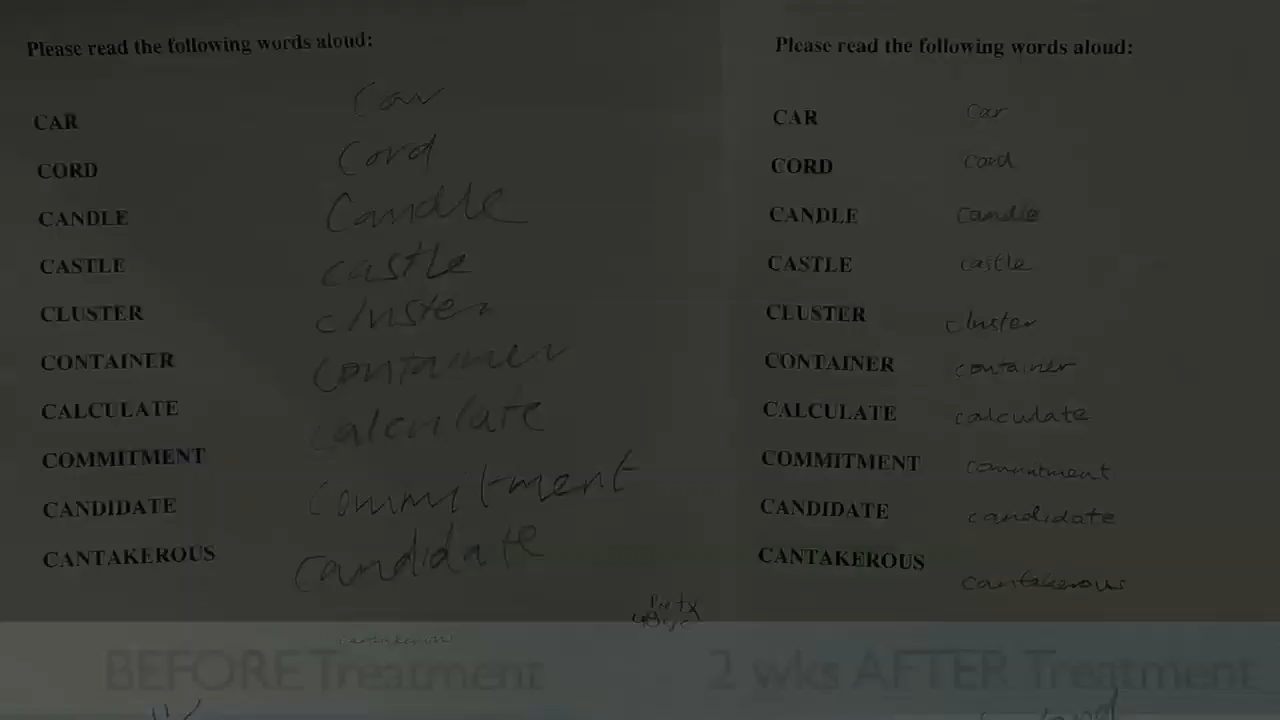 Please read the following words aloud:
CAR Car
CORD Cord
CANDLE Candle
CASTLE castle
CLUSTER cluster
CONTAINER container
CALCULATE calculate
COMMITMENT commitment
CANDIDATE candidate
CANTAKEROUS
cantakerous
BEFORE Treatment
Please read the following words aloud:
CAR Car
CORD Cord
CANDLE Candle
CASTLE castle
CLUSTER cluster
CONTAINER container
CALCULATE calculate
COMMITMENT commitment
CANDIDATE candidate
CANTAKEROUS cantakerous
2 wks AFTER Treatment